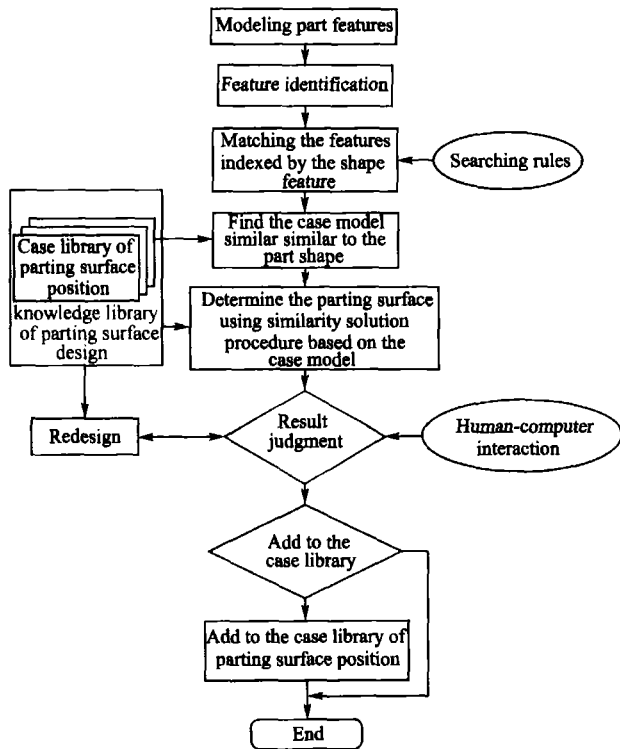 Modeling part features
Feature identification
Matching the features
indexed by the shape
feature
Searching rules
Find the case model
similar similar to the
part shape
Case library of
parting surface
position
knowledge library
of parting surface
design
Determine the parting surface
using similarity solution
procedure based on the
case model
Redesign
Result
judgment
Human-computer
interaction
Add to the
case library
Add to the case library of
parting surface position
End